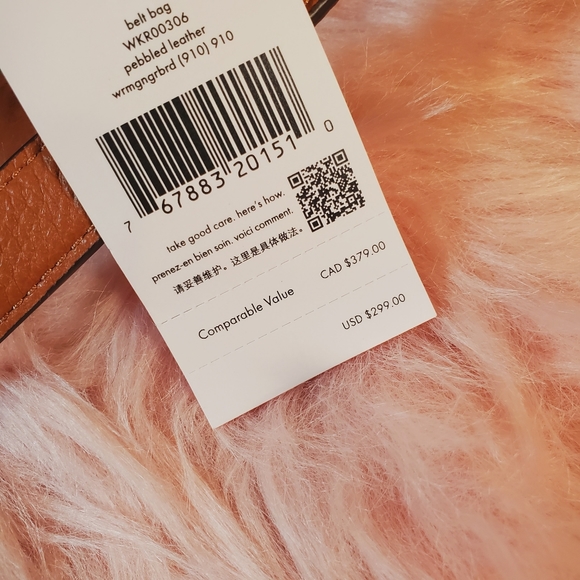 belt bag
WKR00306
pebbled leather
wrmgngrbrd (910) 910
7 67883 20151 0
take good care. here's how.
prenez-en bien soin. voici comment.
请妥善维护。这里是具体做法。
Comparable Value CAD $379.00
USD $299.00